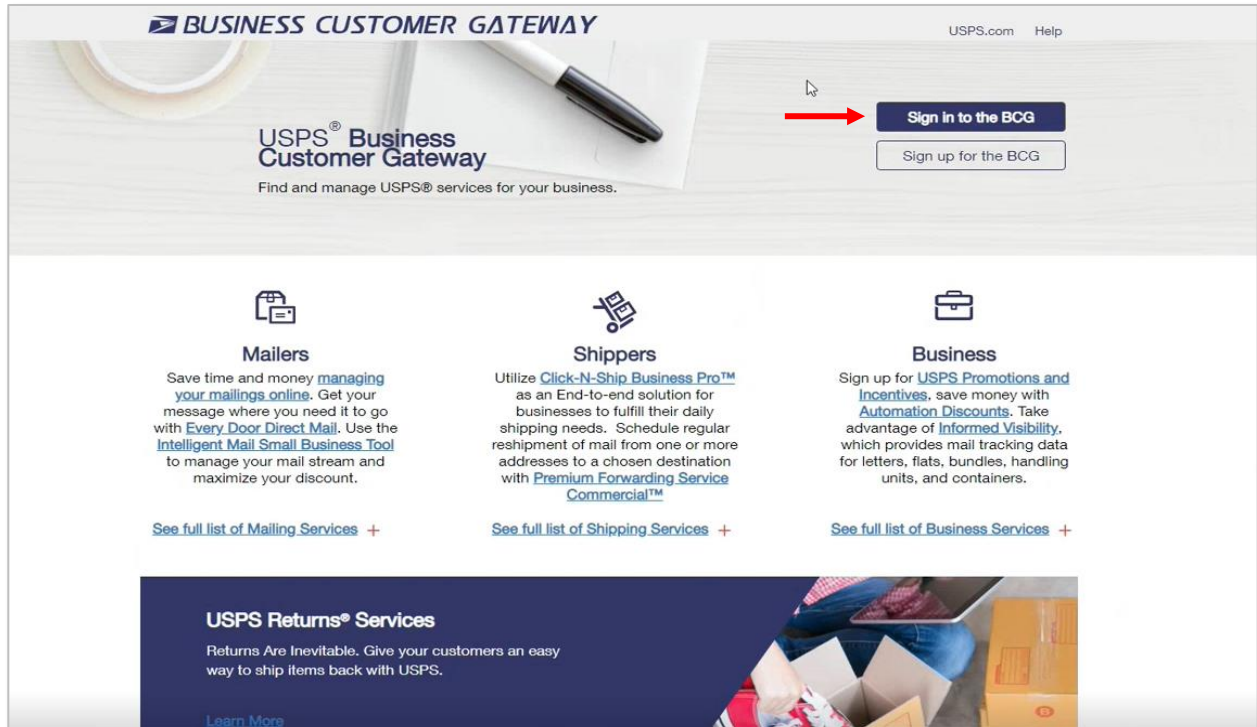 BUSINESS CUSTOMER GATEWAY
USPS.com Help
Sign in to the BCG
Sign up for the BCG
USPS® Business
Customer Gateway
Find and manage USPS® services for your business.
Mailers
Save time and money managing
your mailings online. Get your
message where you need it to go
with Every Door Direct Mail. Use the
Intelligent Mail Small Business Tool
to manage your mail stream and
maximize your discount.
See full list of Mailing Services +
Shippers
Utilize Click-N-Ship Business Pro™
as an End-to-end solution for
businesses to fulfill their daily
shipping needs. Schedule regular
reshipment of mail from one or more
addresses to a chosen destination
with Premium Forwarding Service
Commercial™
See full list of Shipping Services +
Business
Sign up for USPS Promotions and
Incentives, save money with
Automation Discounts. Take
advantage of Informed Visibility,
which provides mail tracking data
for letters, flats, bundles, handling
units, and containers.
See full list of Business Services +
USPS Returns® Services
Returns Are Inevitable. Give your customers an easy
way to ship items back with USPS.
Learn More